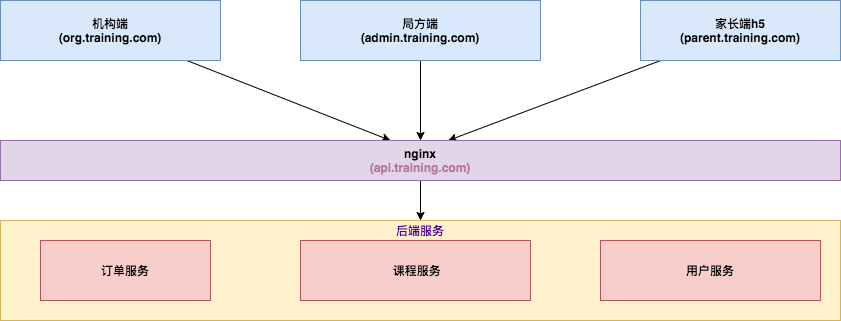 机构端
(org.training.com)
局方端
(admin.training.com)
家长端h5
(parent.training.com)
nginx
(api.training.com)
后端服务
订单服务
课程服务
用户服务